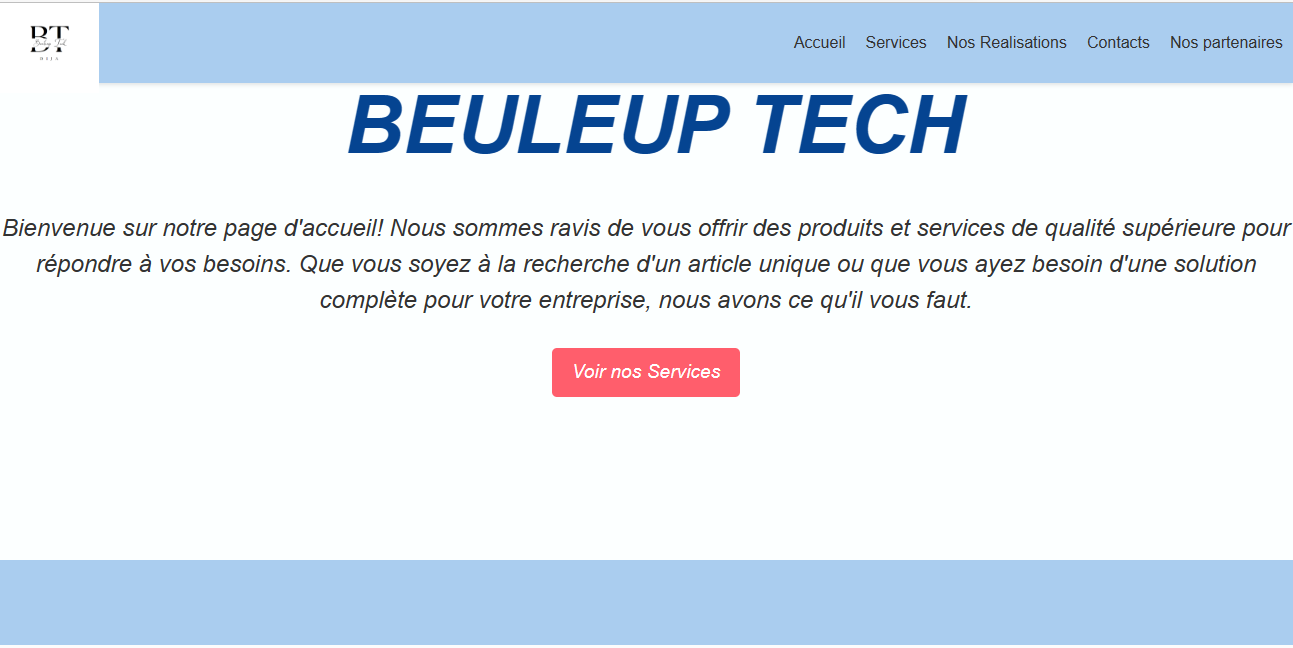 BT
Accueil Services Nos Realisations Contacts Nos partenaires
BEULEUP TECH
Bienvenue sur notre page d'accueil! Nous sommes ravis de vous offrir des produits et services de qualité supérieure pour
répondre à vos besoins. Que vous soyez à la recherche d'un article unique ou que vous ayez besoin d'une solution
complète pour votre entreprise, nous avons ce qu'il vous faut.
Voir nos Services